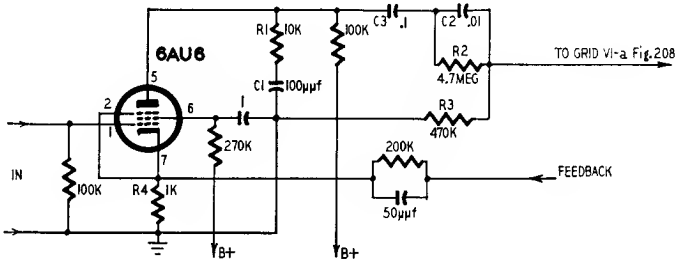 C3
.1
C2
.01
R1
10K
100K
6AU6
R2
4.7MEG
TO GRID V1-a Fig.208
5
C1
100μμf
2
1
6
.1
R3
470K
7
270K
200K
IN
100K
R4
1K
FEEDBACK
50μμf
B+
B+